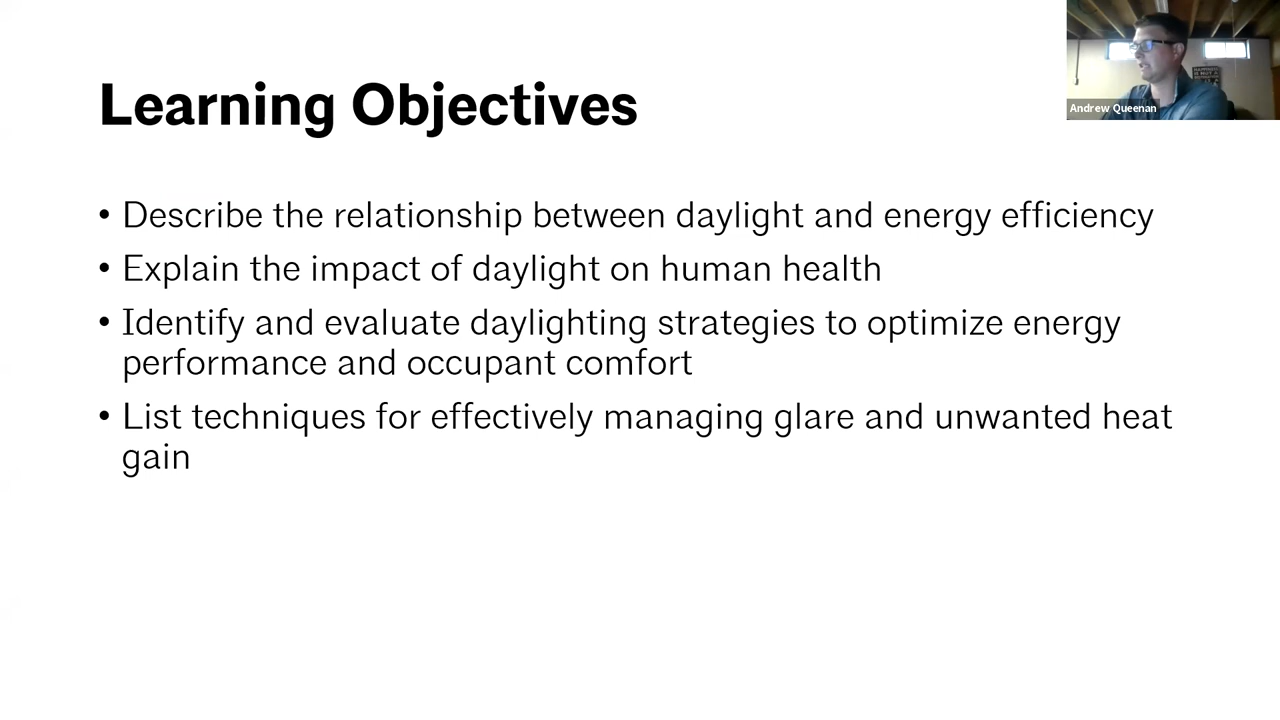 Learning Objectives
Andrew Queenan
• Describe the relationship between daylight and energy efficiency
• Explain the impact of daylight on human health
• Identify and evaluate daylighting strategies to optimize energy
performance and occupant comfort
• List techniques for effectively managing glare and unwanted heat
gain